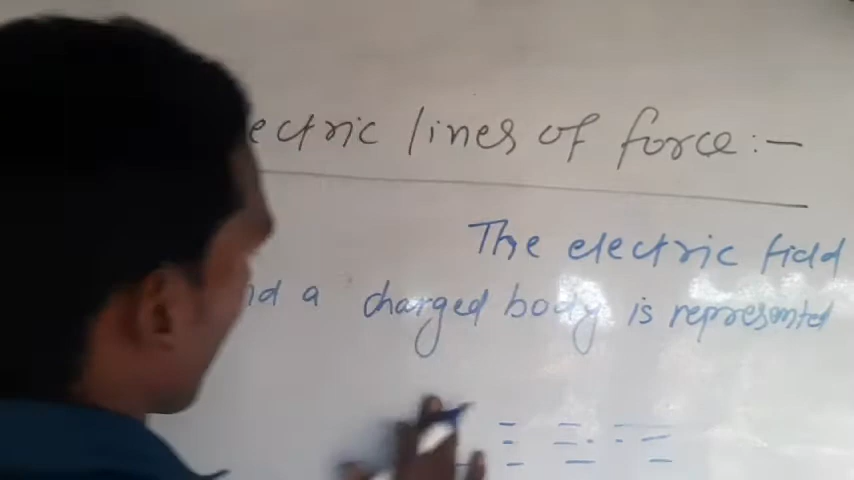 ectric lines of force:-
The electric field
nd a charged body is represented